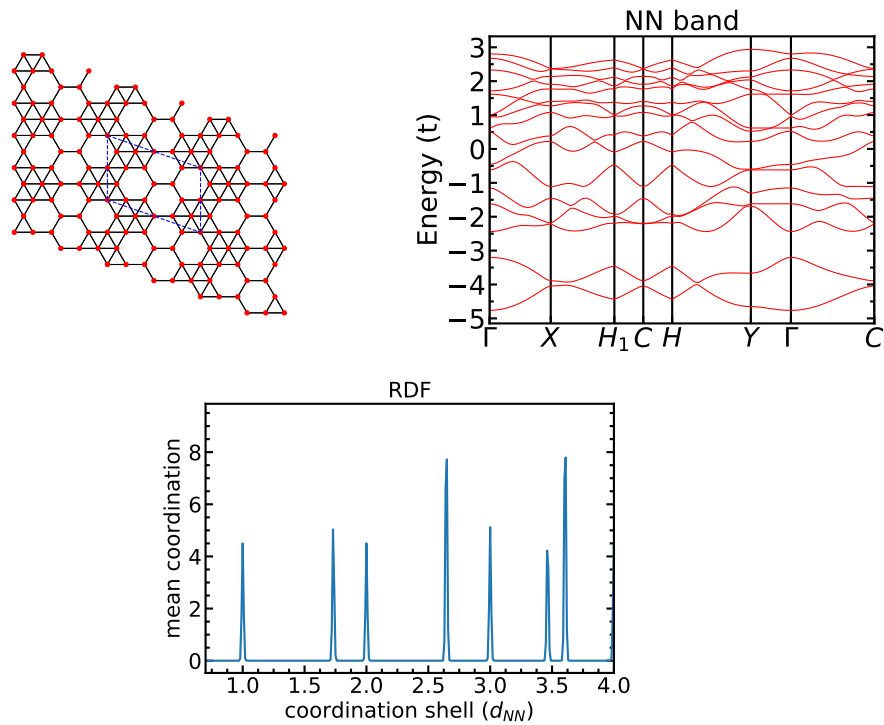 NN band
Energy (t)
3
2
1
0
−1
−2
−3
−4
−5
Γ X H₁ C H Y Γ C
RDF
mean coordination
8
6
4
2
0
1.0 1.5 2.0 2.5 3.0 3.5 4.0
coordination shell (d_NN)